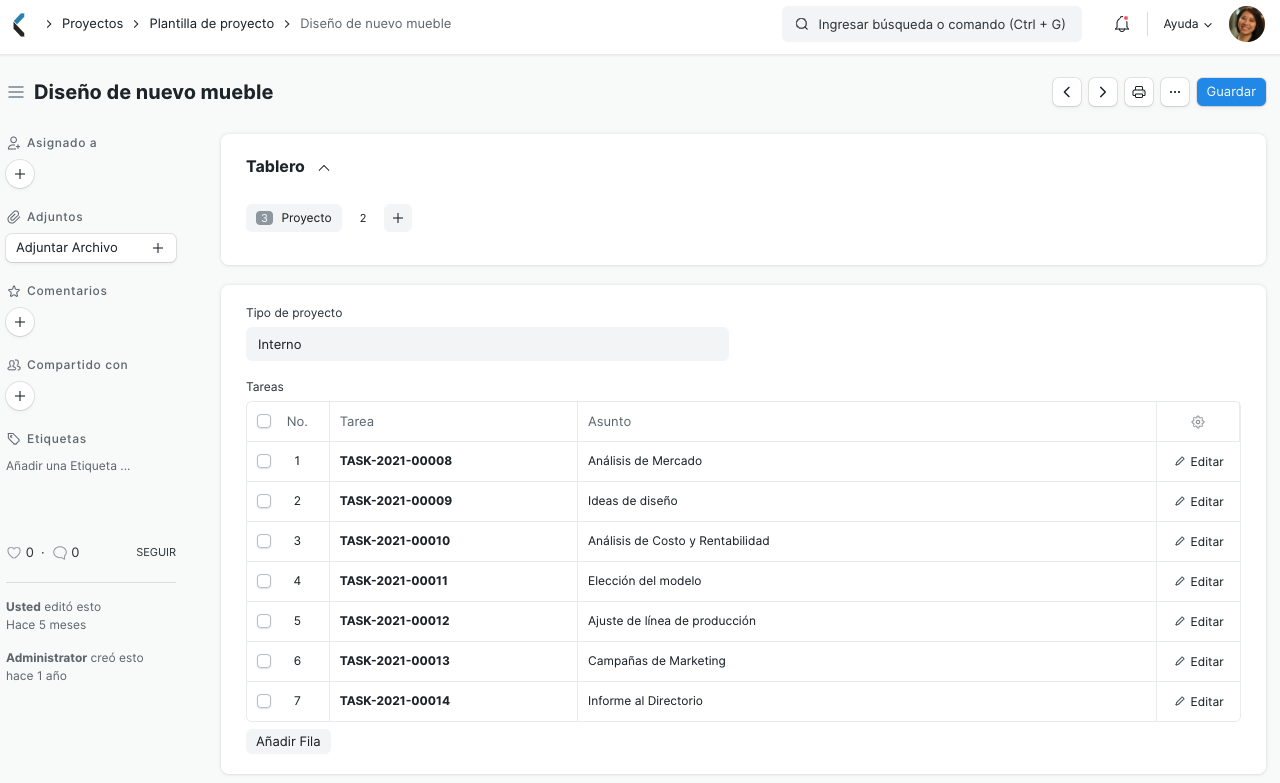 Proyectos
Plantilla de proyecto
Diseño de nuevo mueble
Ingresar búsqueda o comando (Ctrl + G)
Ayuda
Diseño de nuevo mueble
Guardar
Asignado a
Adjuntos
Adjuntar Archivo
Comentarios
Compartido con
Etiquetas
Añadir una Etiqueta ...
0 · 0 SEGUIR
Usted editó esto
Hace 5 meses
Administrator creó esto
hace 1 año
Tablero
3 Proyecto 2
Tipo de proyecto
Interno
Tareas
No. Tarea Asunto
1 TASK-2021-00008 Análisis de Mercado Editar
2 TASK-2021-00009 Ideas de diseño Editar
3 TASK-2021-00010 Análisis de Costo y Rentabilidad Editar
4 TASK-2021-00011 Elección del modelo Editar
5 TASK-2021-00012 Ajuste de línea de producción Editar
6 TASK-2021-00013 Campañas de Marketing Editar
7 TASK-2021-00014 Informe al Directorio Editar
Añadir Fila